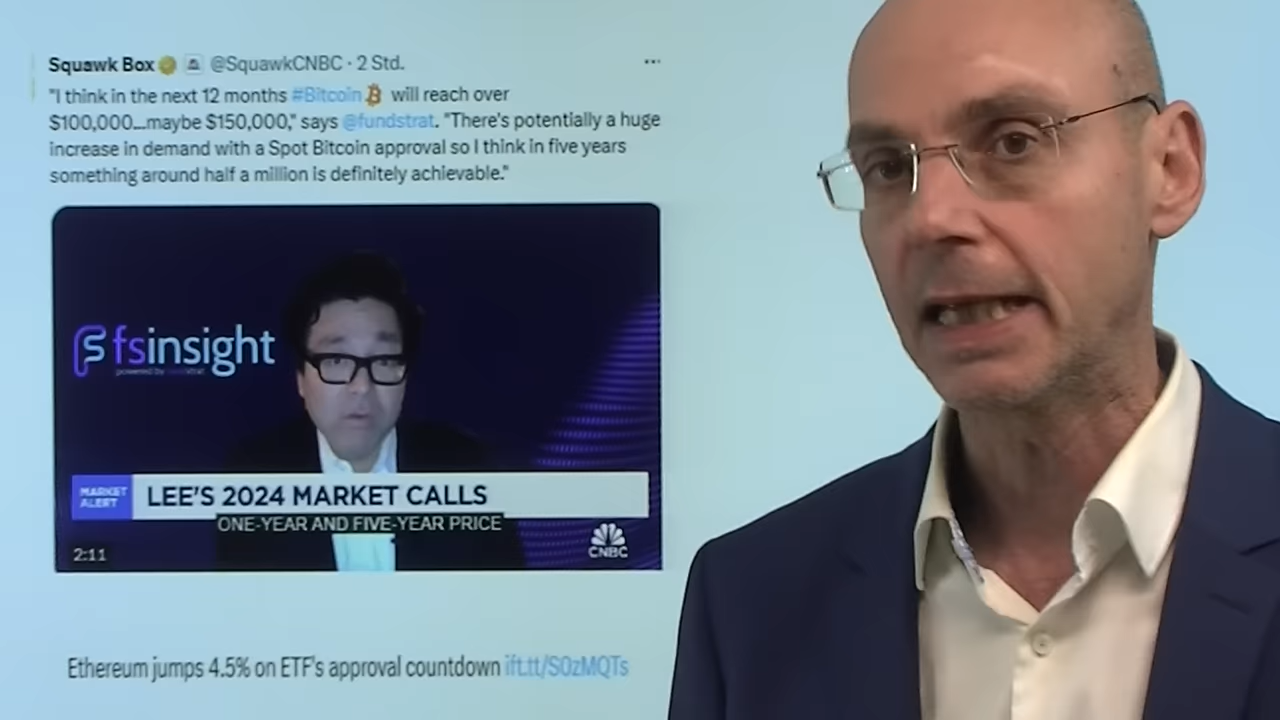 Squawk Box @SquawkCNBC · 2 Std.
"I think in the next 12 months #Bitcoin will reach over
$100,000...maybe $150,000," says @fundstrat. "There's potentially a huge
increase in demand with a Spot Bitcoin approval so I think in five years
something around half a million is definitely achievable."
fsinsight
powered by
MARKET
ALERT
LEE'S 2024 MARKET CALLS
ONE-YEAR AND FIVE-YEAR PRICE
2:11
CNBC
Ethereum jumps 4.5% on ETF's approval countdown ift.tt/S0zMQTs